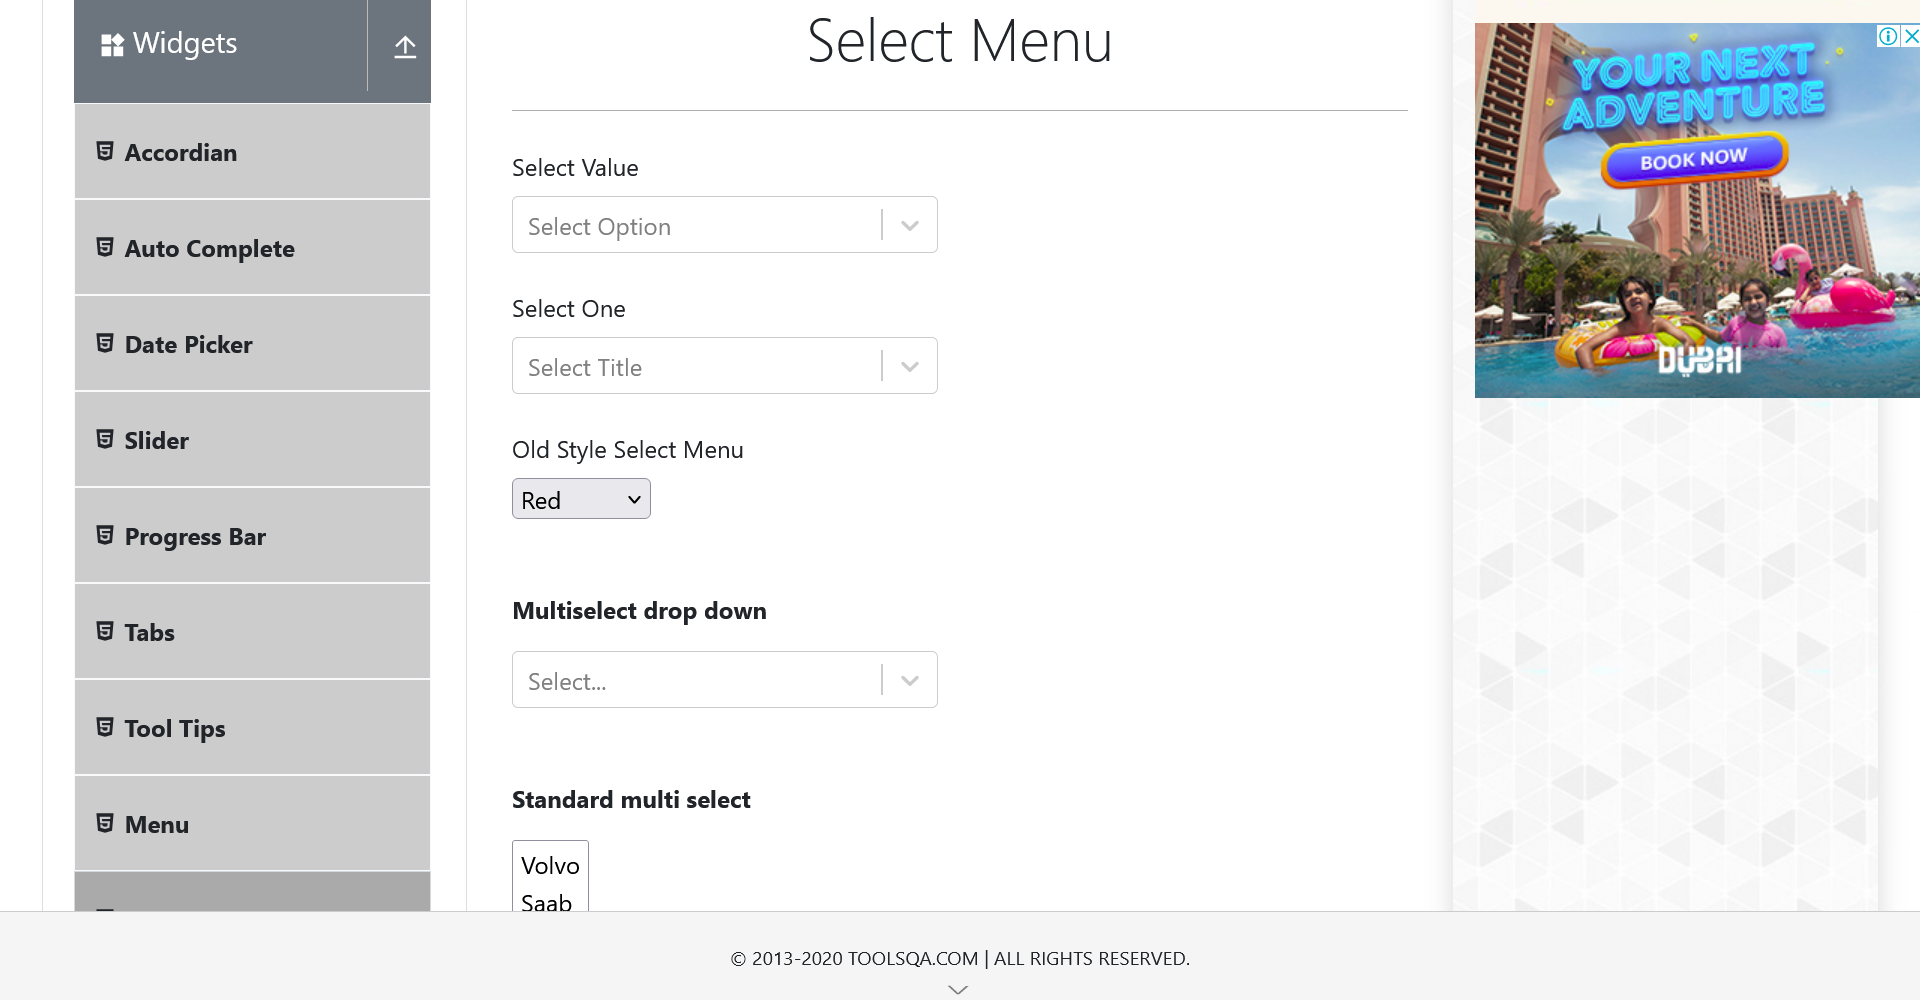 Widgets
Accordian
Auto Complete
Date Picker
Slider
Progress Bar
Tabs
Tool Tips
Menu
Select Menu
Select Value
Select Option
Select One
Select Title
Old Style Select Menu
Red
Multiselect drop down
Select...
Standard multi select
Volvo
Saab
YOUR NEXT
ADVENTURE
BOOK NOW
DUBAI
© 2013-2020 TOOLSQA.COM | ALL RIGHTS RESERVED.